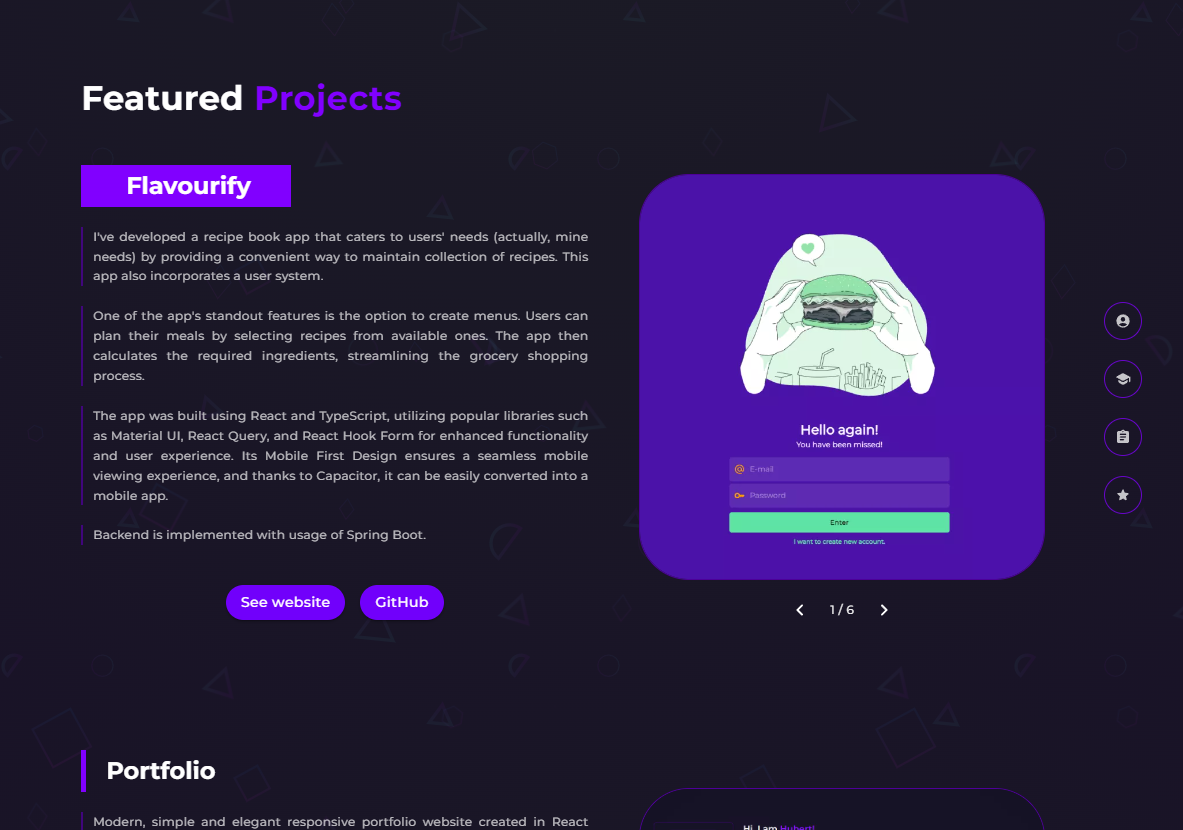 Featured Projects
Flavourify
I've developed a recipe book app that caters to users' needs (actually, mine
needs) by providing a convenient way to maintain collection of recipes. This
app also incorporates a user system.
One of the app's standout features is the option to create menus. Users can
plan their meals by selecting recipes from available ones. The app then
calculates the required ingredients, streamlining the grocery shopping
process.
The app was built using React and TypeScript, utilizing popular libraries such
as Material UI, React Query, and React Hook Form for enhanced functionality
and user experience. Its Mobile First Design ensures a seamless mobile
viewing experience, and thanks to Capacitor, it can be easily converted into a
mobile app.
Backend is implemented with usage of Spring Boot.
See website
GitHub
Hello again!
You have been missed!
E-mail
Password
Enter
I want to create new account.
1 / 6
Portfolio
Modern, simple and elegant responsive portfolio website created in React
Hi, I am Hubert!